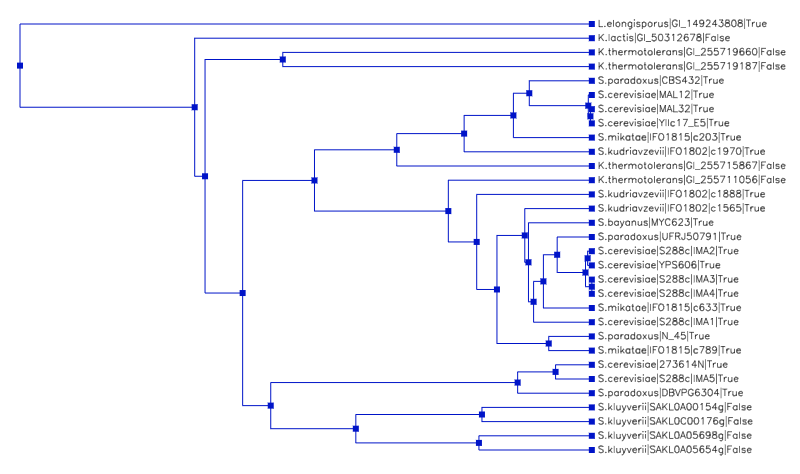 L.elongisporus|GI_149243808|True
K.lactis|GI_50312678|False
K.thermotolerans|GI_255719660|False
K.thermotolerans|GI_255719187|False
S.paradoxus|CBS432|True
S.cerevisiae|MAL12|True
S.cerevisiae|MAL32|True
S.cerevisiae|YIlc17_E5|True
S.mikatae|IFO1815|c203|True
S.kudriavzevii|IFO1802|c1970|True
K.thermotolerans|GI_255715867|False
K.thermotolerans|GI_255711056|False
S.kudriavzevii|IFO1802|c1888|True
S.kudriavzevii|IFO1802|c1565|True
S.bayanus|MYC623|True
S.paradoxus|UFRJ50791|True
S.cerevisiae|S288c|IMA2|True
S.cerevisiae|YPS606|True
S.cerevisiae|S288c|IMA3|True
S.cerevisiae|S288c|IMA4|True
S.mikatae|IFO1815|c633|True
S.cerevisiae|S288c|IMA1|True
S.paradoxus|N_45|True
S.mikatae|IFO1815|c789|True
S.cerevisiae|273614N|True
S.cerevisiae|S288c|IMA5|True
S.paradoxus|DBVPG6304|True
S.kluyverii|SAKL0A00154g|False
S.kluyverii|SAKL0C00176g|False
S.kluyverii|SAKL0A05698g|False
S.kluyverii|SAKL0A05654g|False